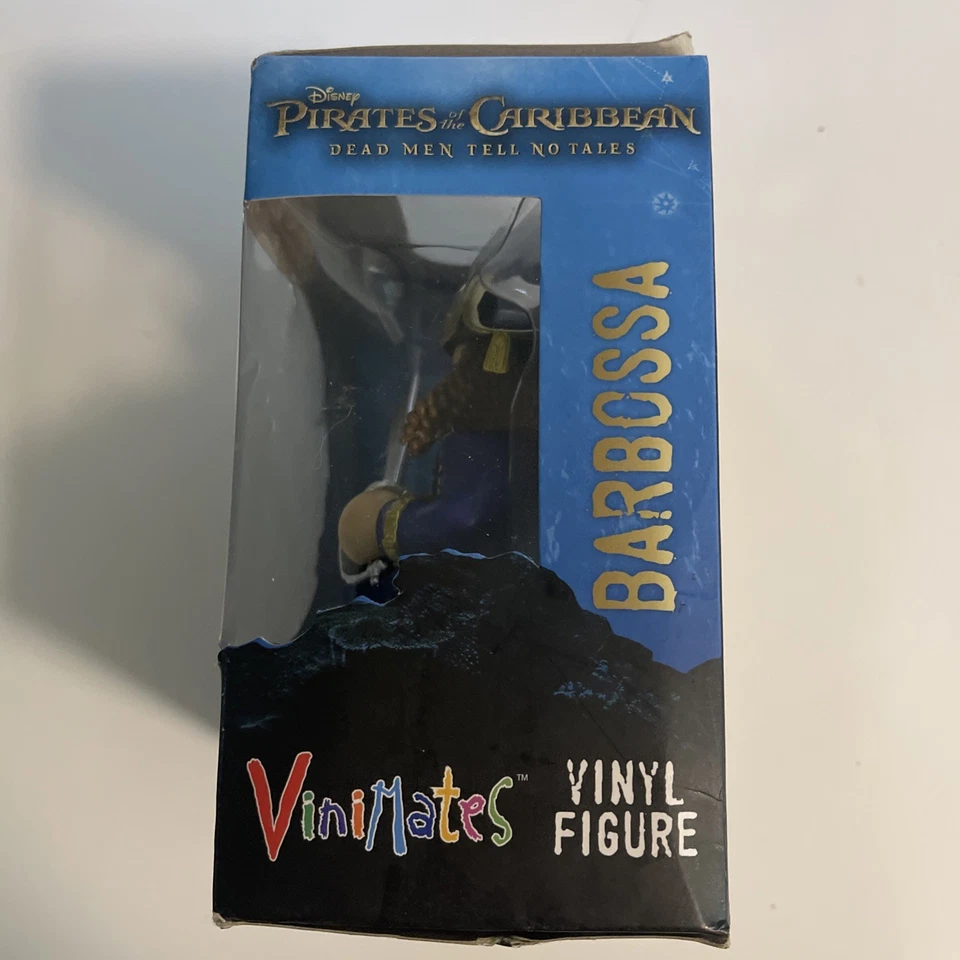 Disney
PIRATES of the CARIBBEAN
DEAD MEN TELL NO TALES
BARBOSSA
ViniMates™
VINYL
FIGURE